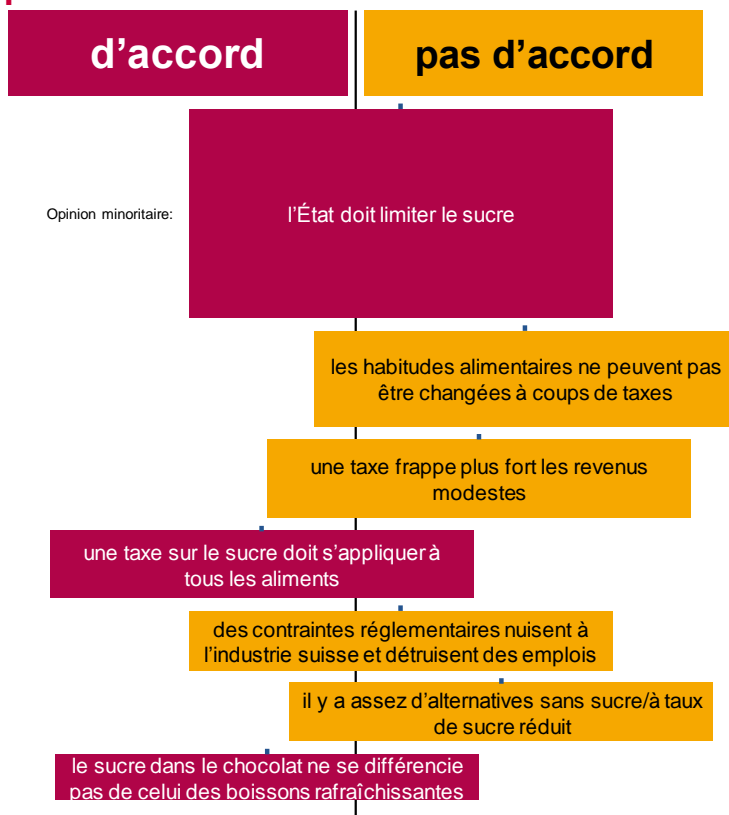 d’accord
pas d’accord
Opinion minoritaire:
l’État doit limiter le sucre
les habitudes alimentaires ne peuvent pas
être changées à coups de taxes
une taxe frappe plus fort les revenus
modestes
une taxe sur le sucre doit s’appliquer à
tous les aliments
des contraintes réglementaires nuisent à
l’industrie suisse et détruisent des emplois
il y a assez d’alternatives sans sucre/à taux
de sucre réduit
le sucre dans le chocolat ne se différencie
pas de celui des boissons rafraîchissantes